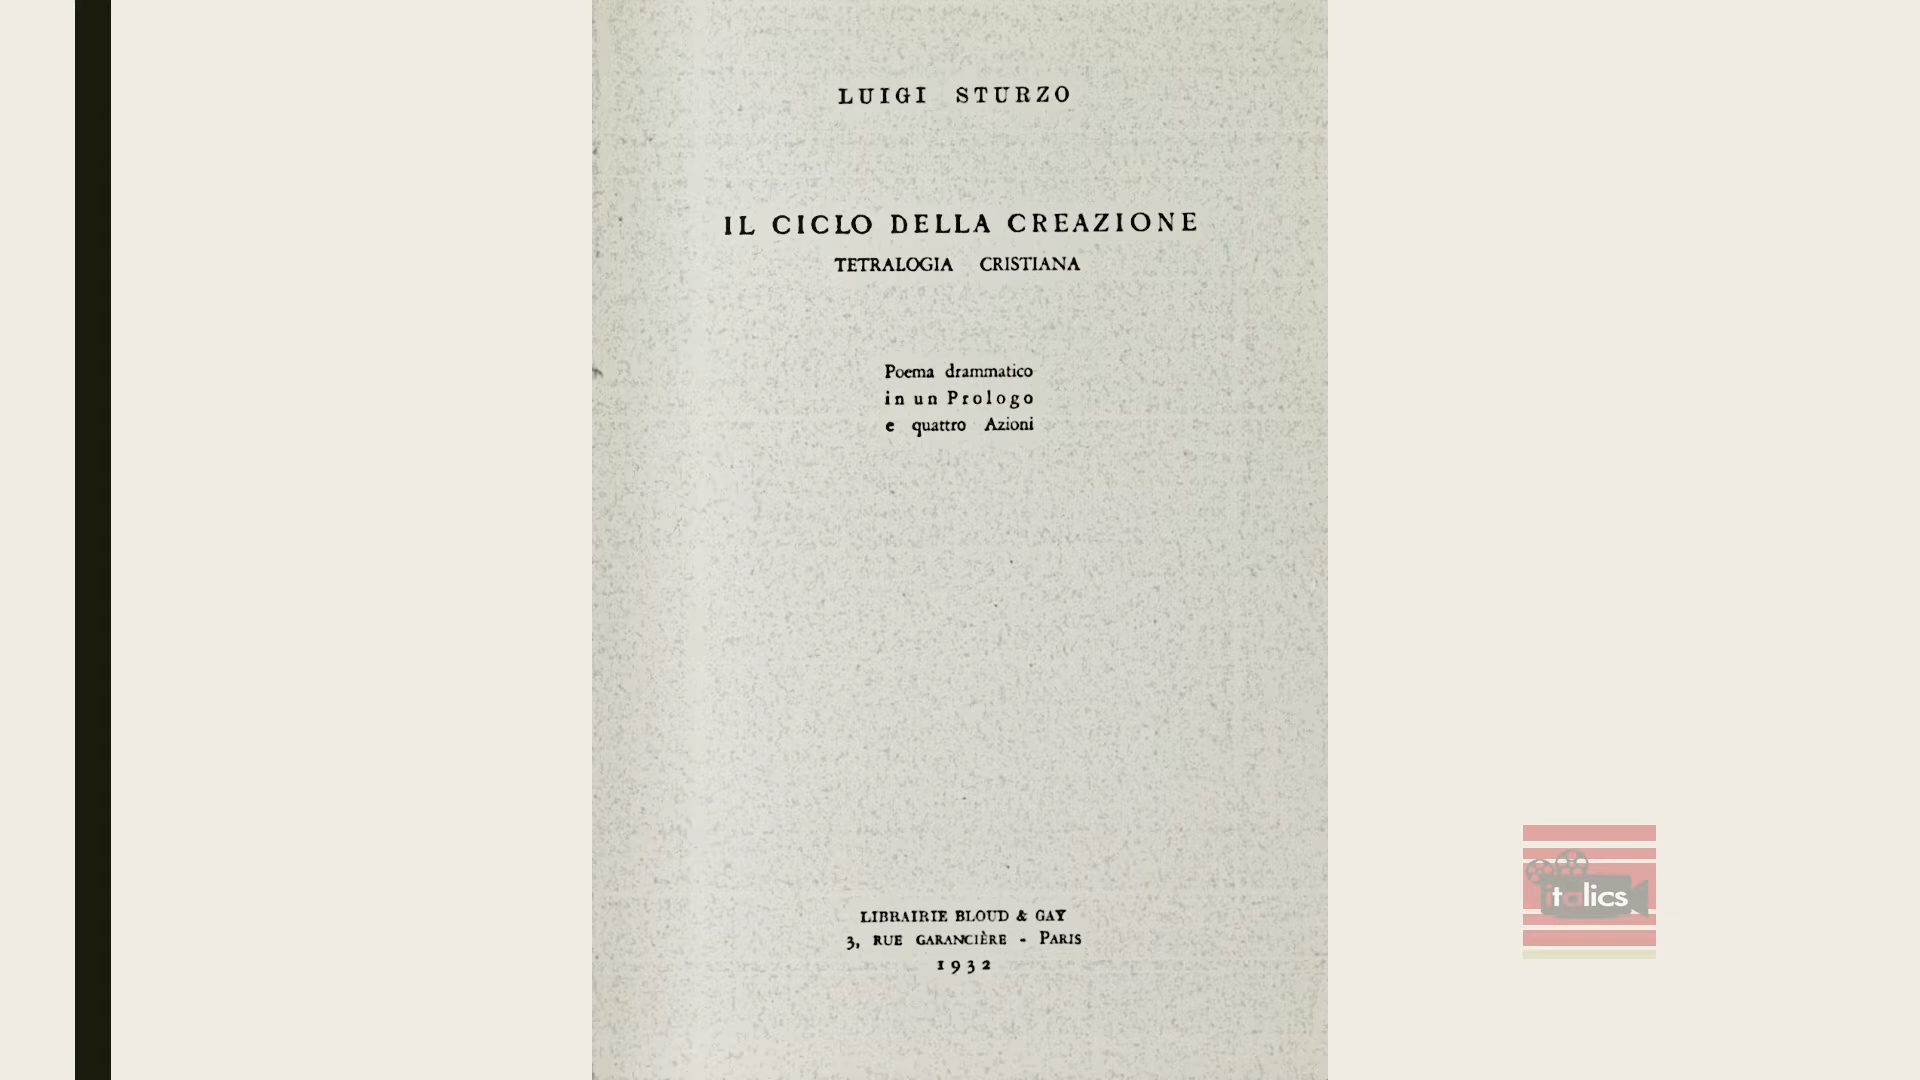 LUIGI STURZO
IL CICLO DELLA CREAZIONE
TETRALOGIA CRISTIANA
Poema drammatico
in un Prologo
e quattro Azioni
LIBRAIRIE BLOUD & GAY
3, RUE GARANCIÈRE - PARIS
1932
italics